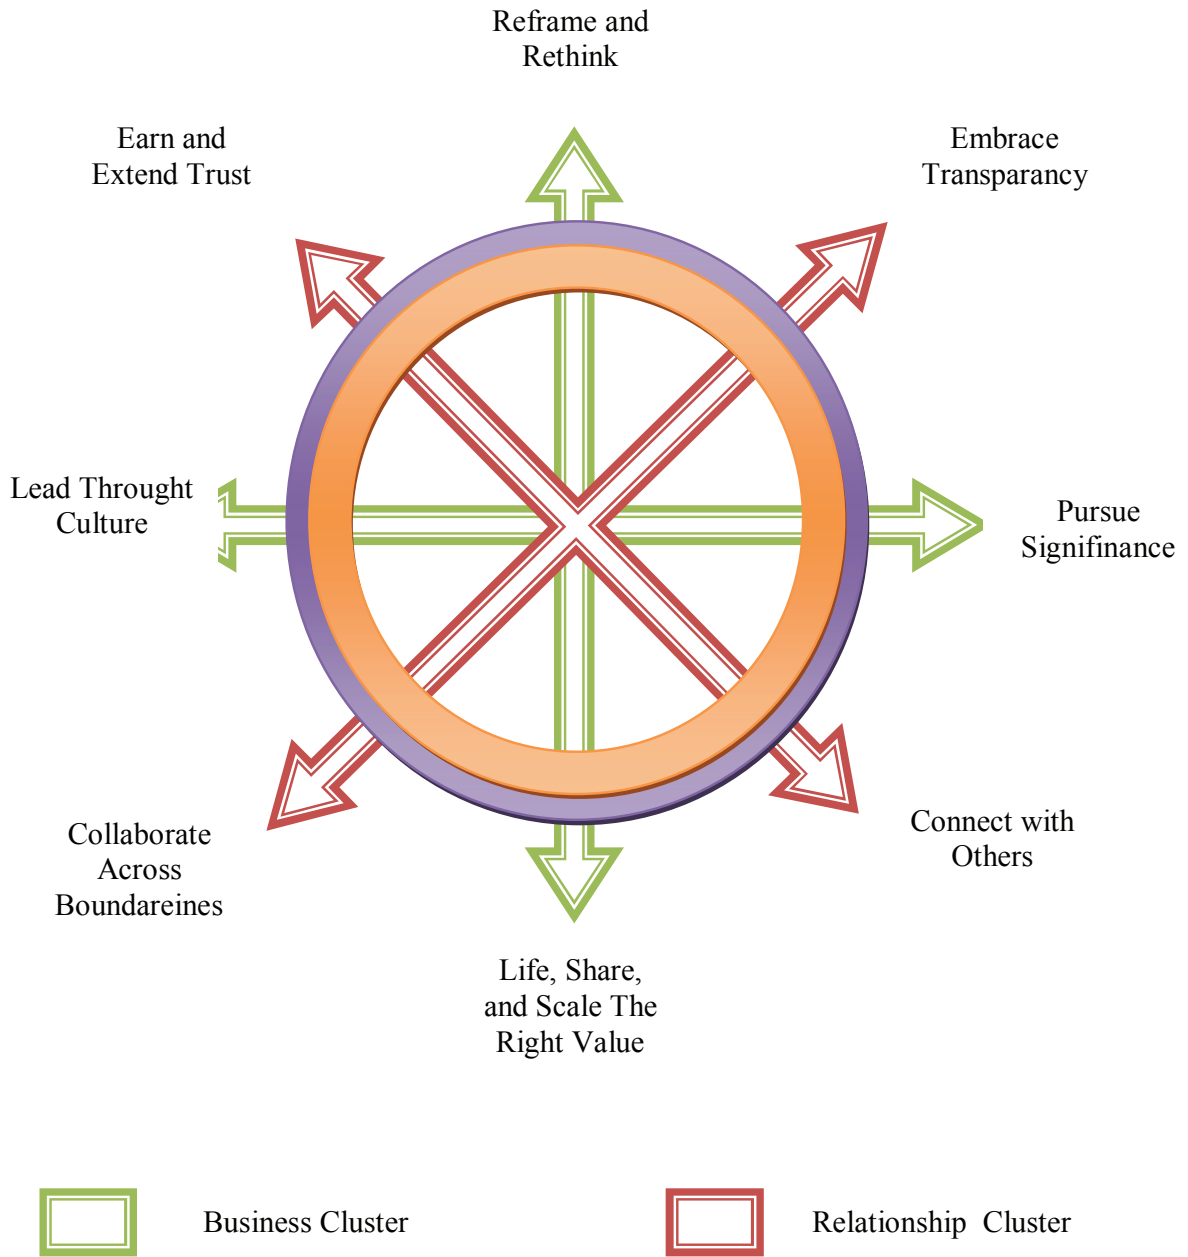 Reframe and
Rethink
Earn and
Extend Trust
Embrace
Transparancy
Lead Throught
Culture
Pursue
Signifinance
Collaborate
Across
Boundareines
Connect with
Others
Life, Share,
and Scale The
Right Value
Business Cluster
Relationship Cluster